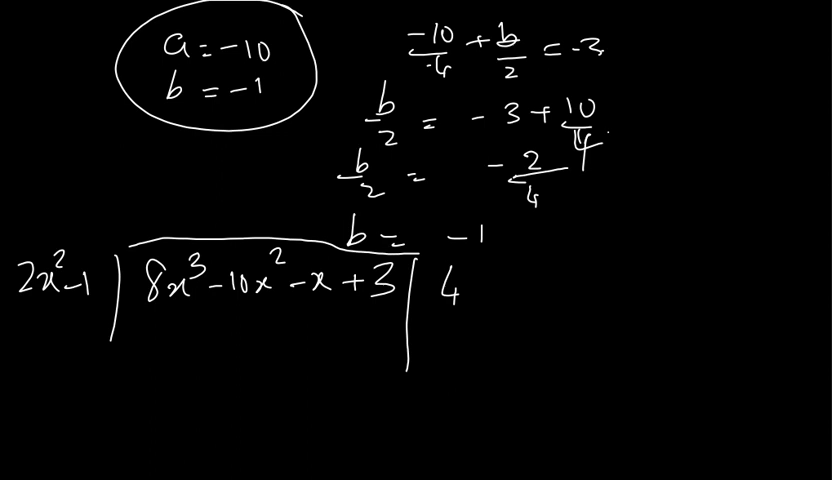 a = -10
b = -1
-10/4 + b/2 = -3
b/2 = -3 + 10/4
b/2 = -2/4
b = -1
2x² - 1 | 8x³ - 10x² - x + 3 | 4